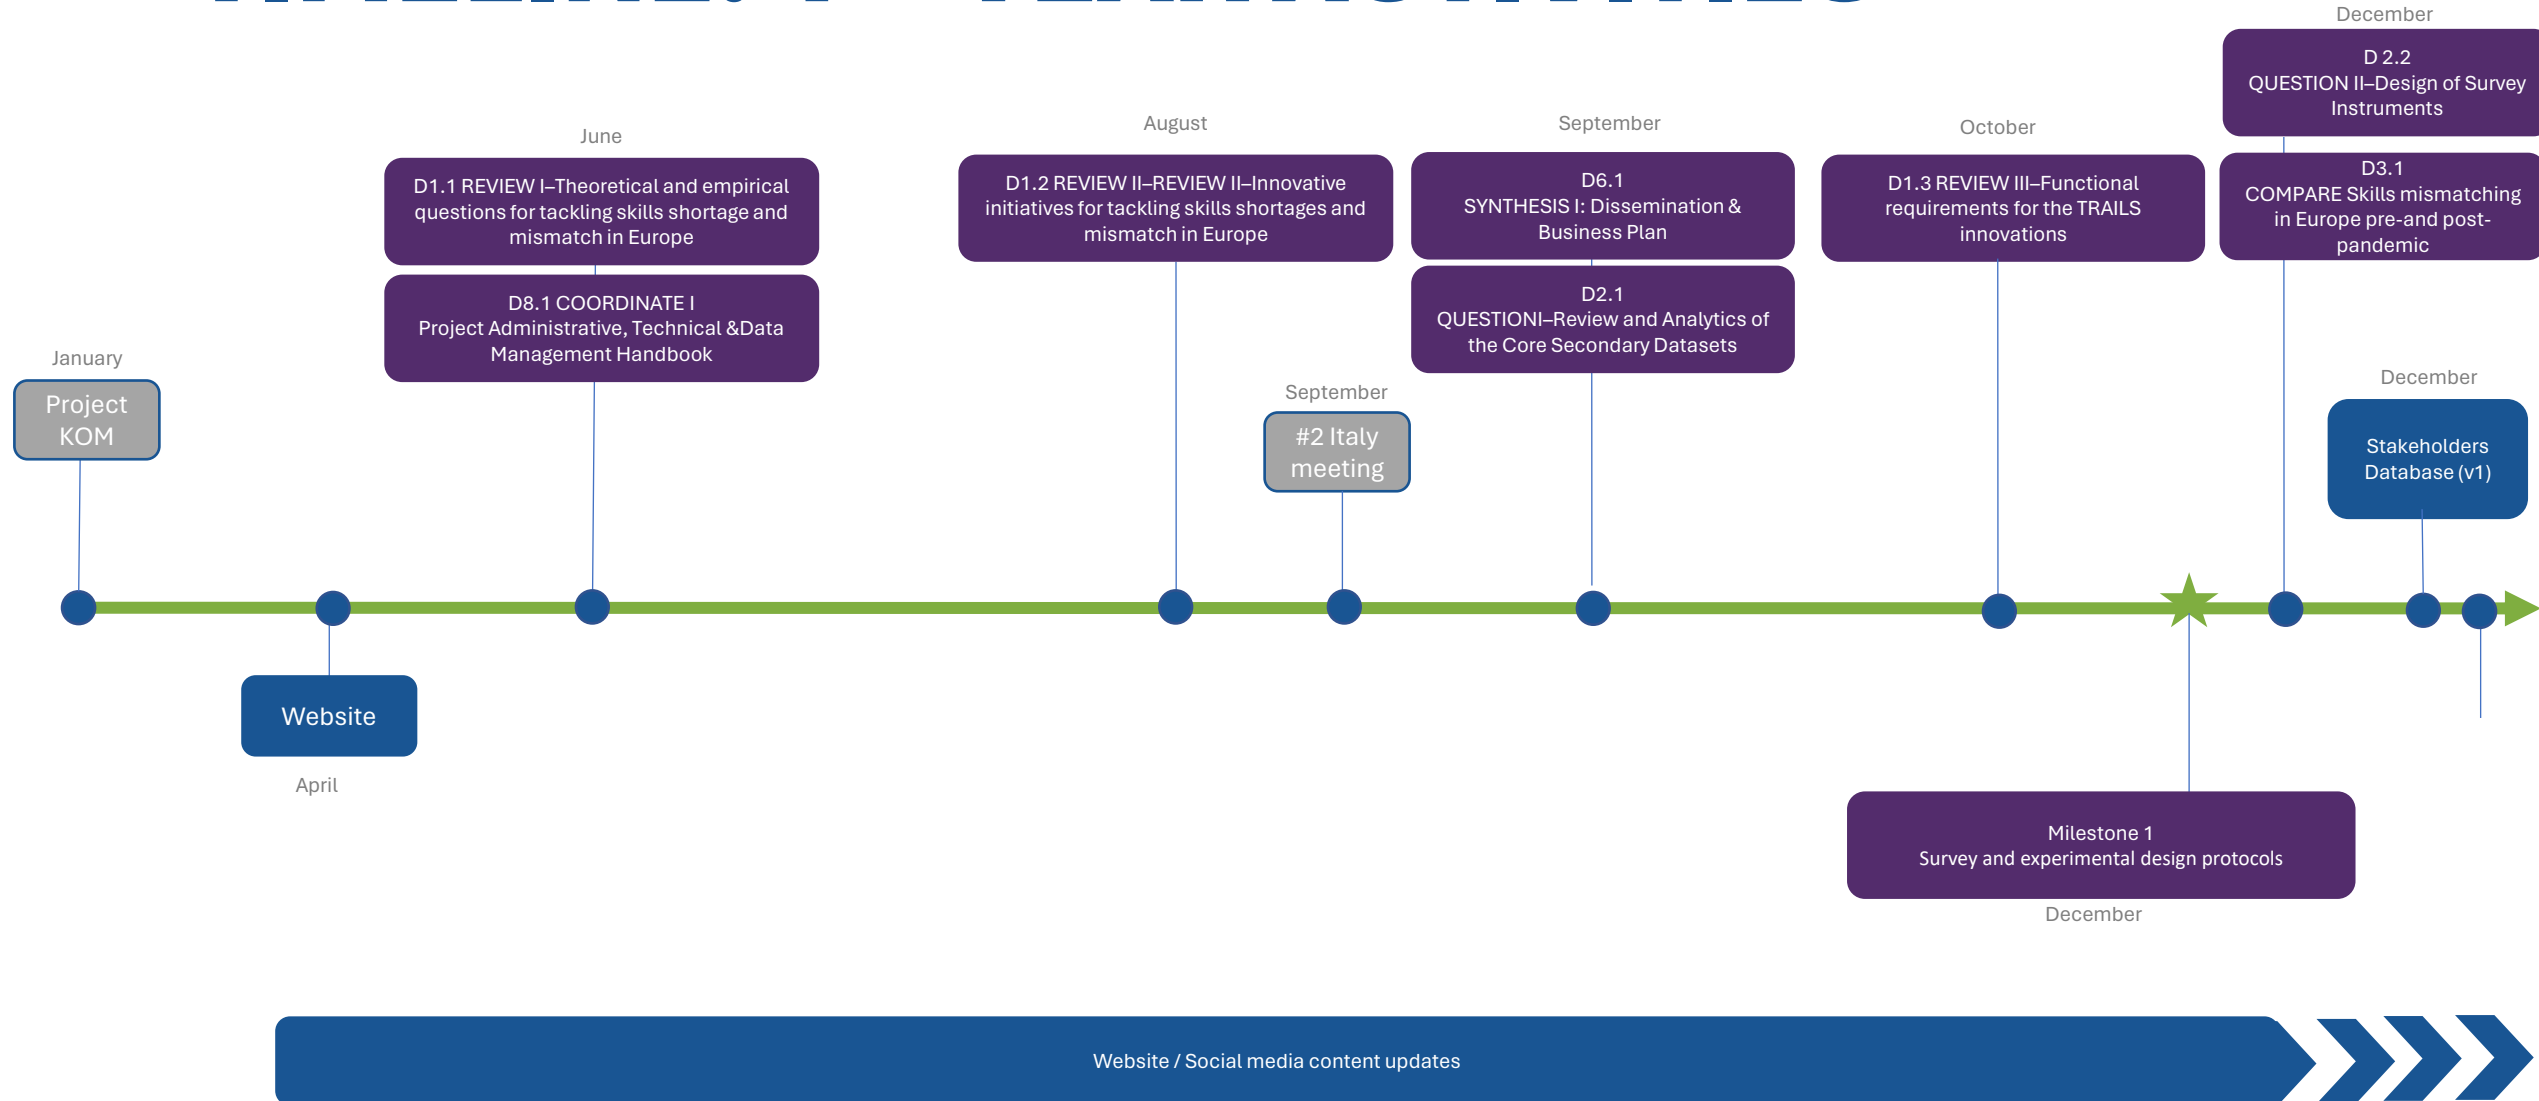 December
D 2.2
QUESTION II–Design of Survey
Instruments
August
September
October
June
D1.1 REVIEW I–Theoretical and empirical
questions for tackling skills shortage and
mismatch in Europe
D1.2 REVIEW II–REVIEW II–Innovative
initiatives for tackling skills shortages and
mismatch in Europe
D6.1
SYNTHESIS I: Dissemination &
Business Plan
D1.3 REVIEW III–Functional
requirements for the TRAILS
innovations
D3.1
COMPARE Skills mismatching
in Europe pre-and post-
pandemic
D8.1 COORDINATE I
Project Administrative, Technical &Data
Management Handbook
D2.1
QUESTIONI–Review and Analytics of
the Core Secondary Datasets
January
Project
KOM
September
#2 Italy
meeting
December
Stakeholders
Database (v1)
Website
April
Milestone 1
Survey and experimental design protocols
December
Website / Social media content updates